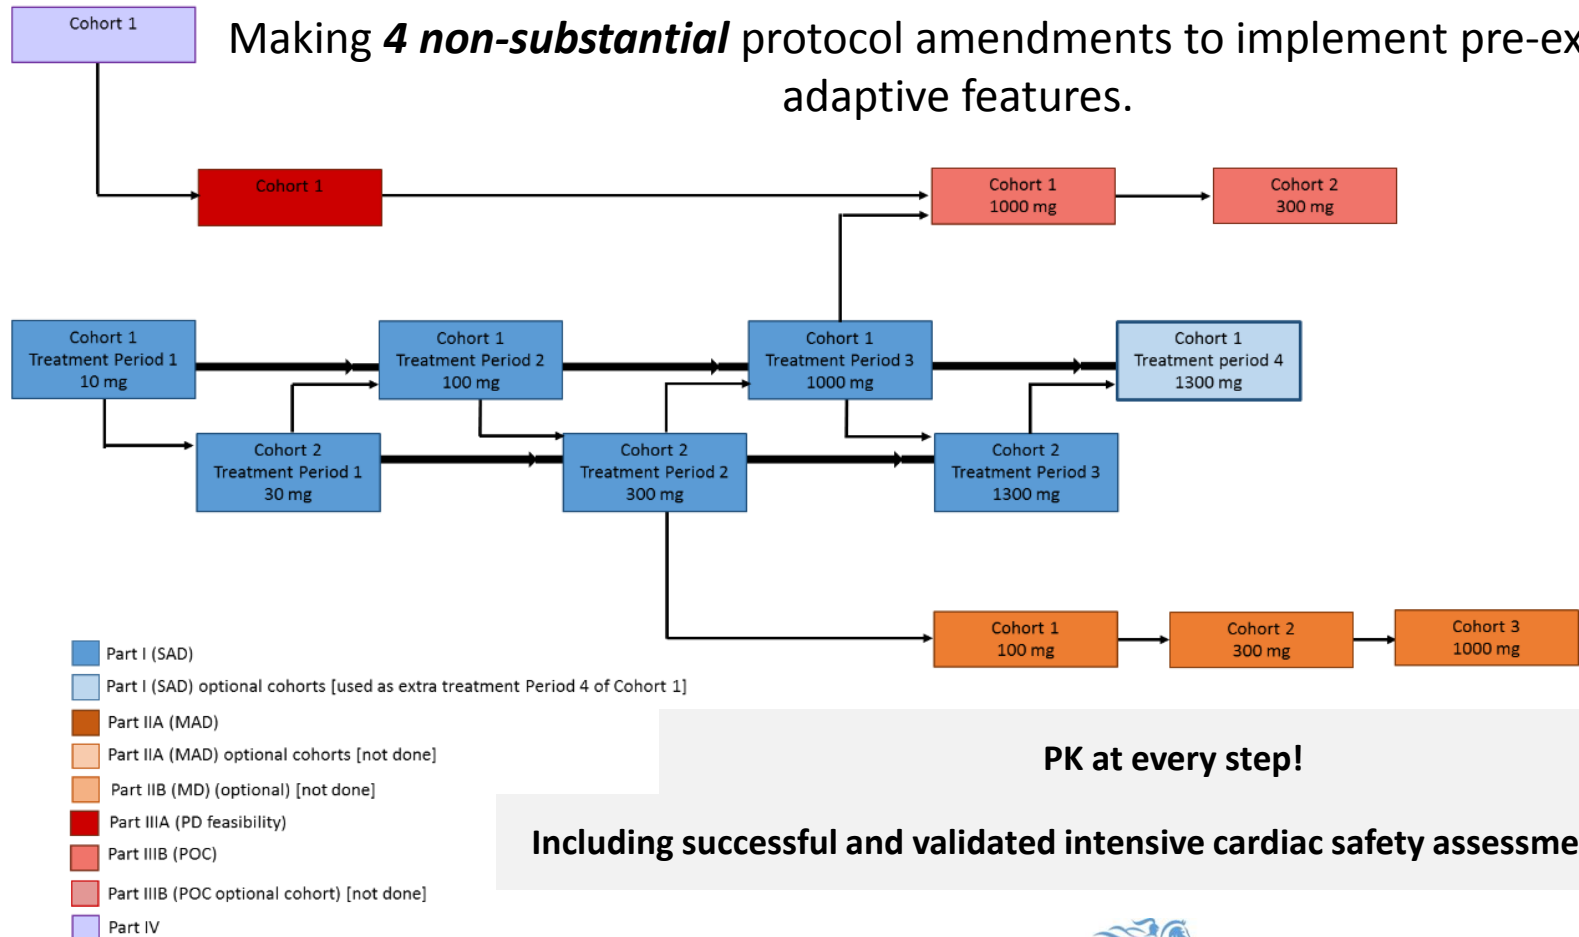 Cohort 1
Making 4 non-substantial protocol amendments to implement pre-ex
adaptive features.
Cohort 1
Cohort 1
1000 mg
Cohort 2
300 mg
Cohort 1
Treatment Period 1
10 mg
Cohort 1
Treatment Period 2
100 mg
Cohort 1
Treatment Period 3
1000 mg
Cohort 1
Treatment period 4
1300 mg
Cohort 2
Treatment Period 1
30 mg
Cohort 2
Treatment Period 2
300 mg
Cohort 2
Treatment Period 3
1300 mg
Cohort 1
100 mg
Cohort 2
300 mg
Cohort 3
1000 mg
Part I (SAD)
Part I (SAD) optional cohorts [used as extra treatment Period 4 of Cohort 1]
Part IIA (MAD)
Part IIA (MAD) optional cohorts [not done]
Part IIB (MD) (optional) [not done]
Part IIIA (PD feasibility)
Part IIIB (POC)
Part IIIB (POC optional cohort) [not done]
Part IV
PK at every step!
Including successful and validated intensive cardiac safety assessme